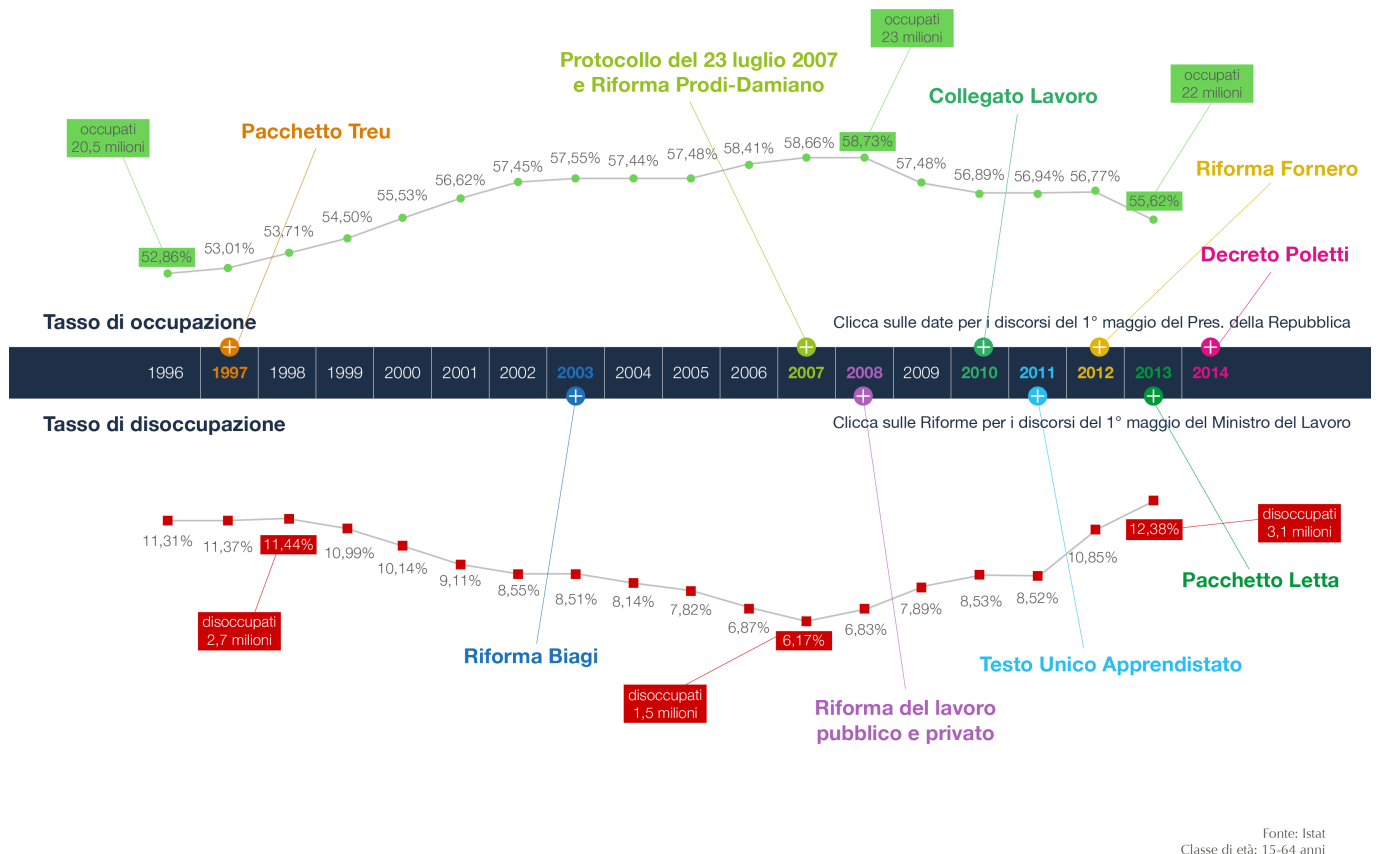 occupati
23 milioni
Protocollo del 23 luglio 2007
e Riforma Prodi-Damiano
occupati
22 milioni
Collegato Lavoro
occupati
20,5 milioni
Pacchetto Treu
Riforma Fornero
52,86% 53,01% 53,71% 54,50% 55,53% 56,62% 57,45% 57,55% 57,44% 57,48% 58,41% 58,66% 58,73% 57,48% 56,89% 56,94% 56,77% 55,62%
Decreto Poletti
Tasso di occupazione
Clicca sulle date per i discorsi del 1° maggio del Pres. della Repubblica
1996 1997 1998 1999 2000 2001 2002 2003 2004 2005 2006 2007 2008 2009 2010 2011 2012 2013 2014
Tasso di disoccupazione
Clicca sulle Riforme per i discorsi del 1° maggio del Ministro del Lavoro
11,31% 11,37% 11,44% 10,99% 10,14% 9,11% 8,55% 8,51% 8,14% 7,82% 6,87% 6,17% 6,83% 7,89% 8,53% 8,52% 10,85% 12,38%
disoccupati
3,1 milioni
Pacchetto Letta
disoccupati
2,7 milioni
Riforma Biagi
Testo Unico Apprendistato
disoccupati
1,5 milioni
Riforma del lavoro
pubblico e privato
Fonte: Istat
Classe di età: 15-64 anni